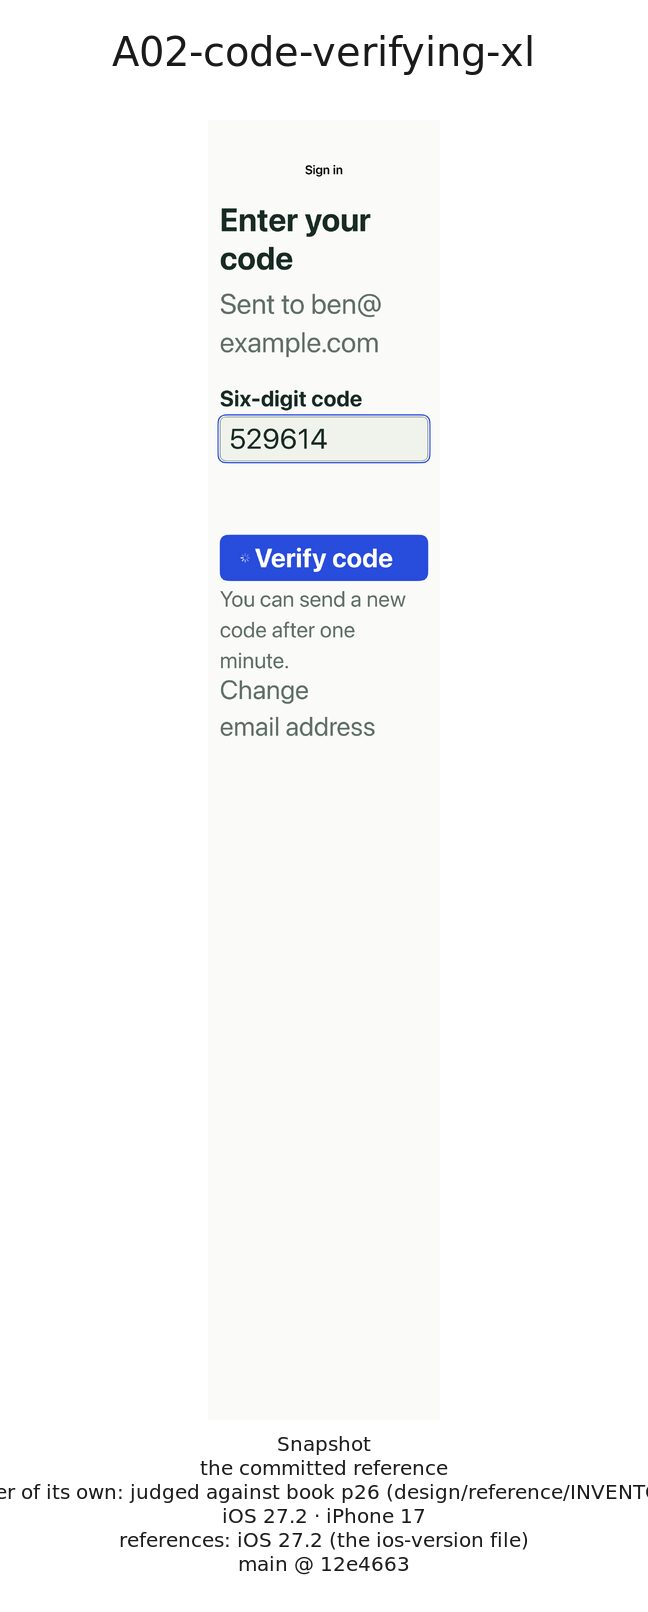 A02-code-verifying-xl
Sign in
Enter your
code
Sent to ben@
example.com
Six-digit code
529614
Verify code
You can send a new
code after one
minute.
Change
email address
Snapshot
the committed reference
of its own: judged against book p26 (design/reference/
iOS 27.2 · iPhone 17
references: iOS 27.2 (the ios-version file)
main @ 12e4663